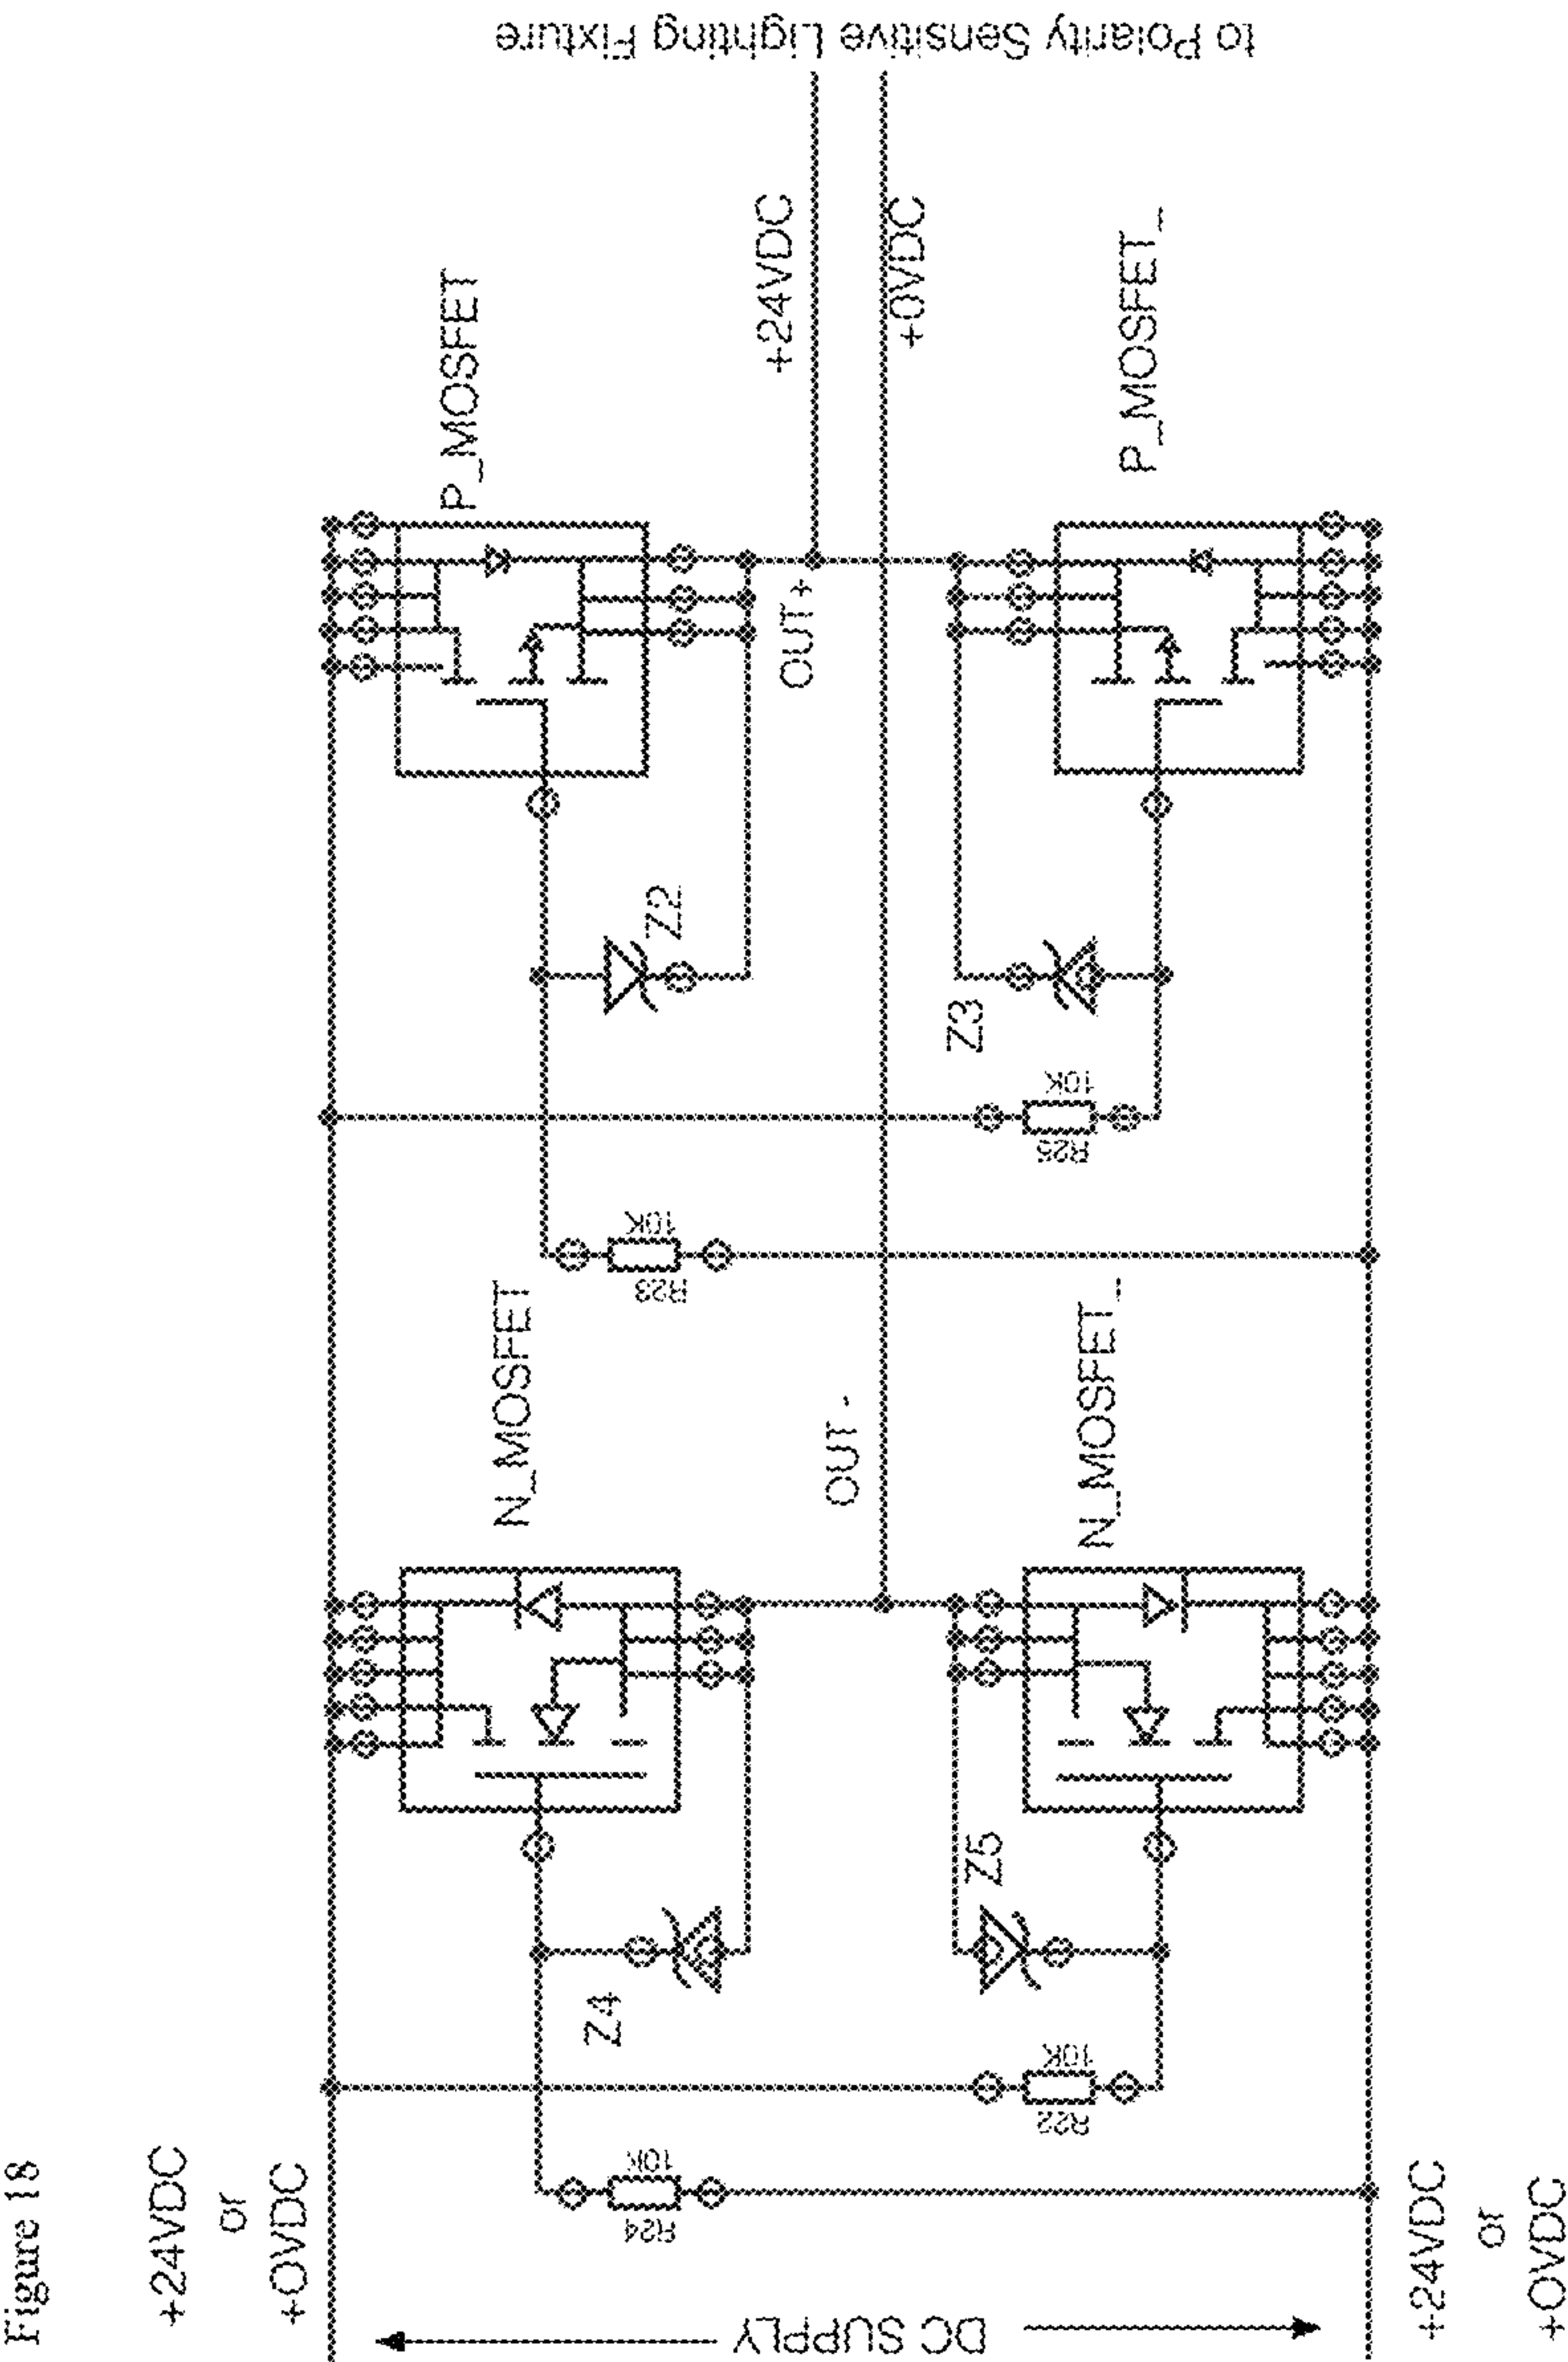 Figure 18
+24VDC
or
+0VDC
DC SUPPLY
+24VDC
or
+0VDC
R24
10K
R22
10K
Z4
Z5
N_MOSFET
N_MOSFET_
OUT -
R23
10K
R25
10K
Z2
Z3
OUT+
P_MOSFET
P_MOSFET_
+24VDC
+0VDC
to Polarity Sensitive Lighting Fixture